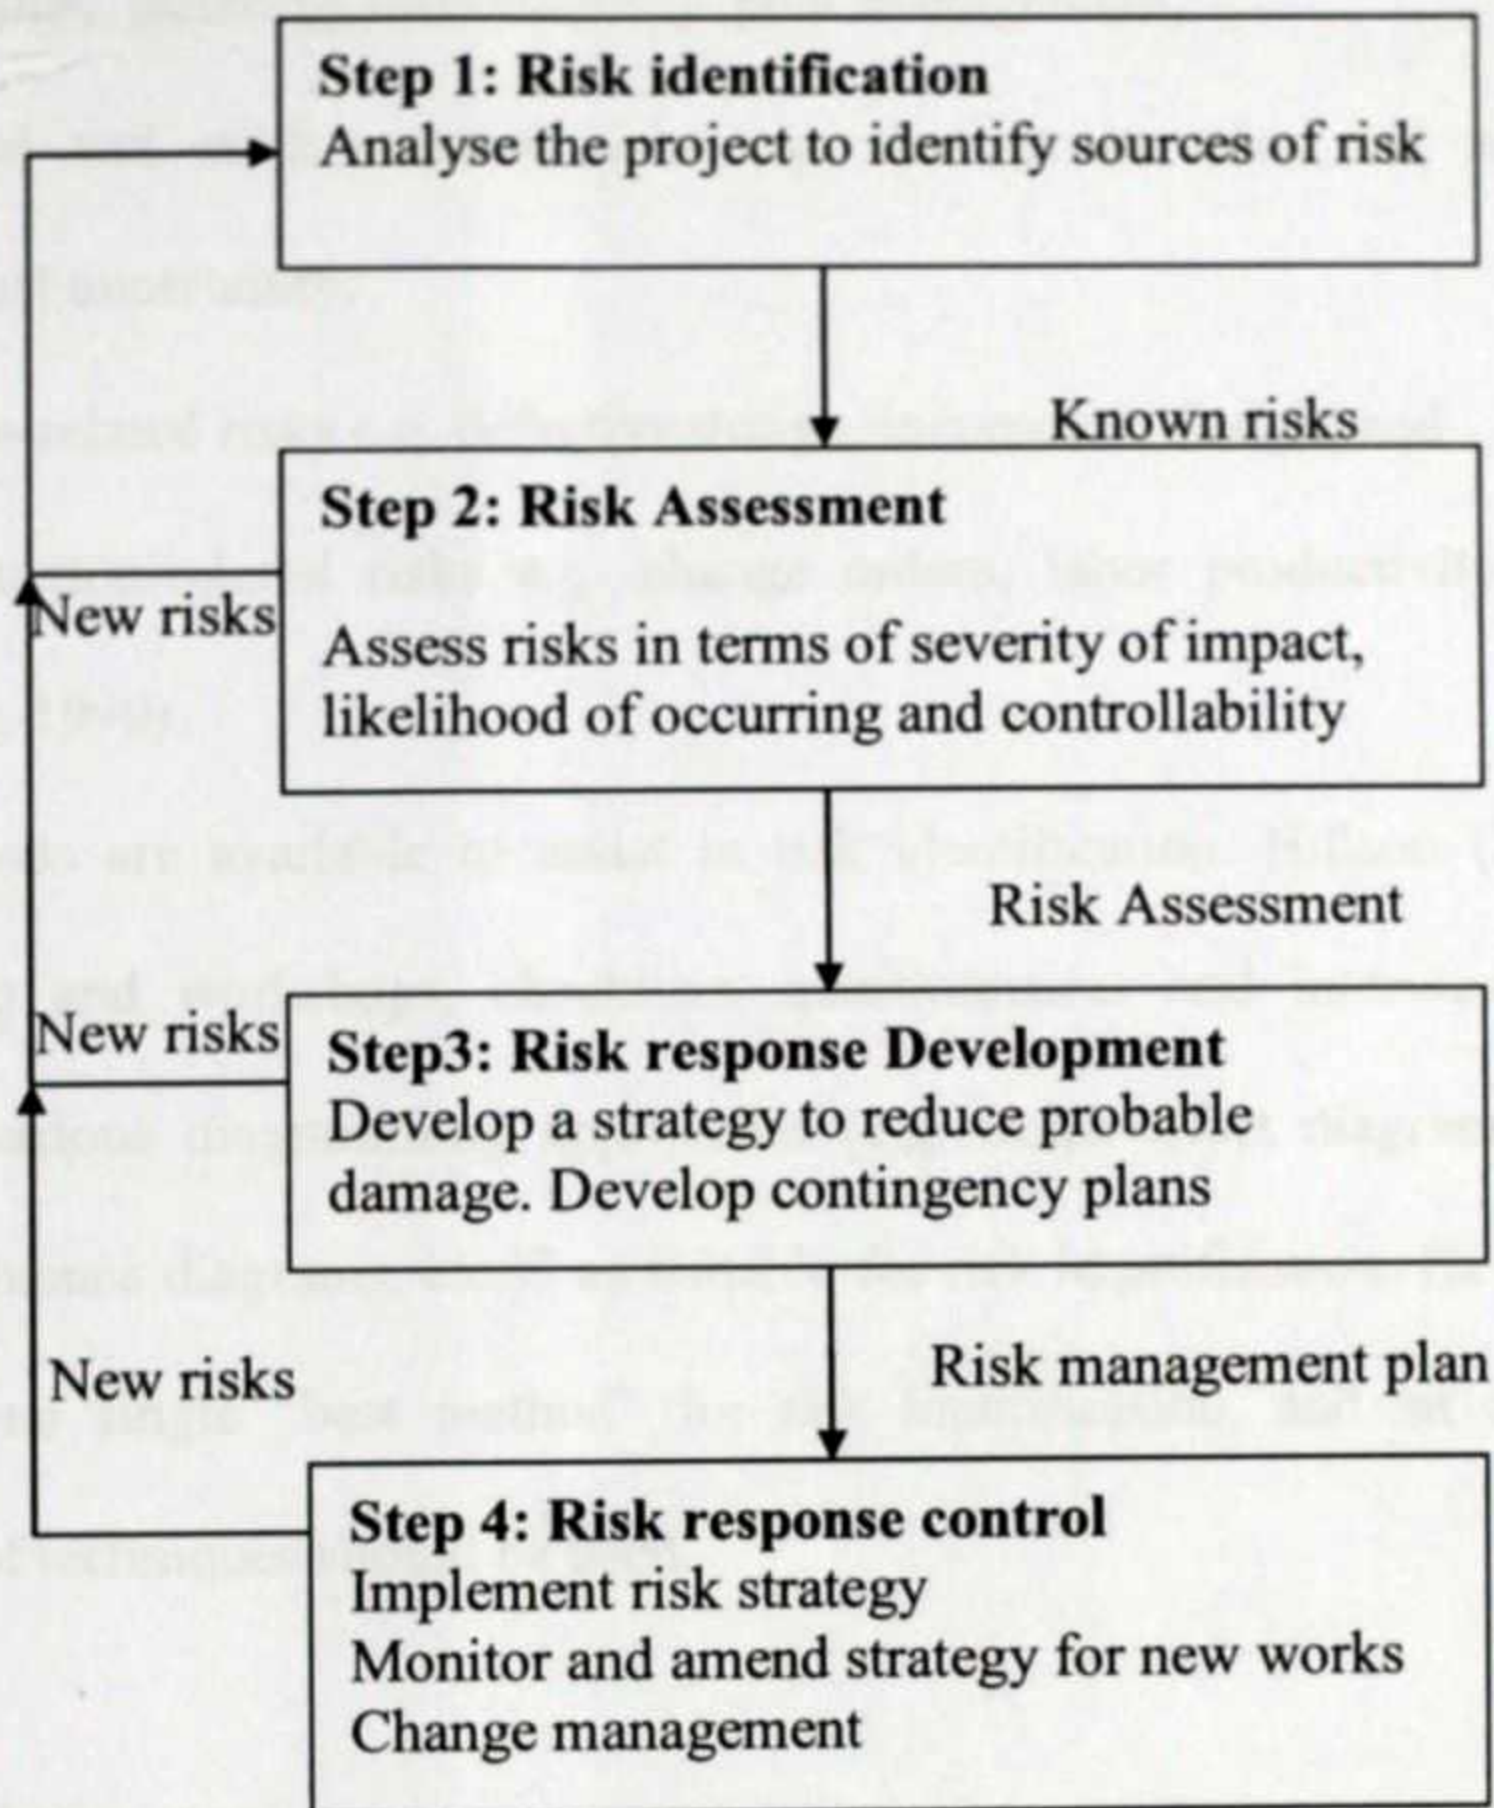 Step 1: Risk identification
Analyse the project to identify sources of risk
Known risks
Step 2: Risk Assessment
New risks
Assess risks in terms of severity of impact,
likelihood of occurring and controllability
Risk Assessment
New risks
Step3: Risk response Development
Develop a strategy to reduce probable
damage. Develop contingency plans
Risk management plan
New risks
Step 4: Risk response control
Implement risk strategy
Monitor and amend strategy for new works
Change management